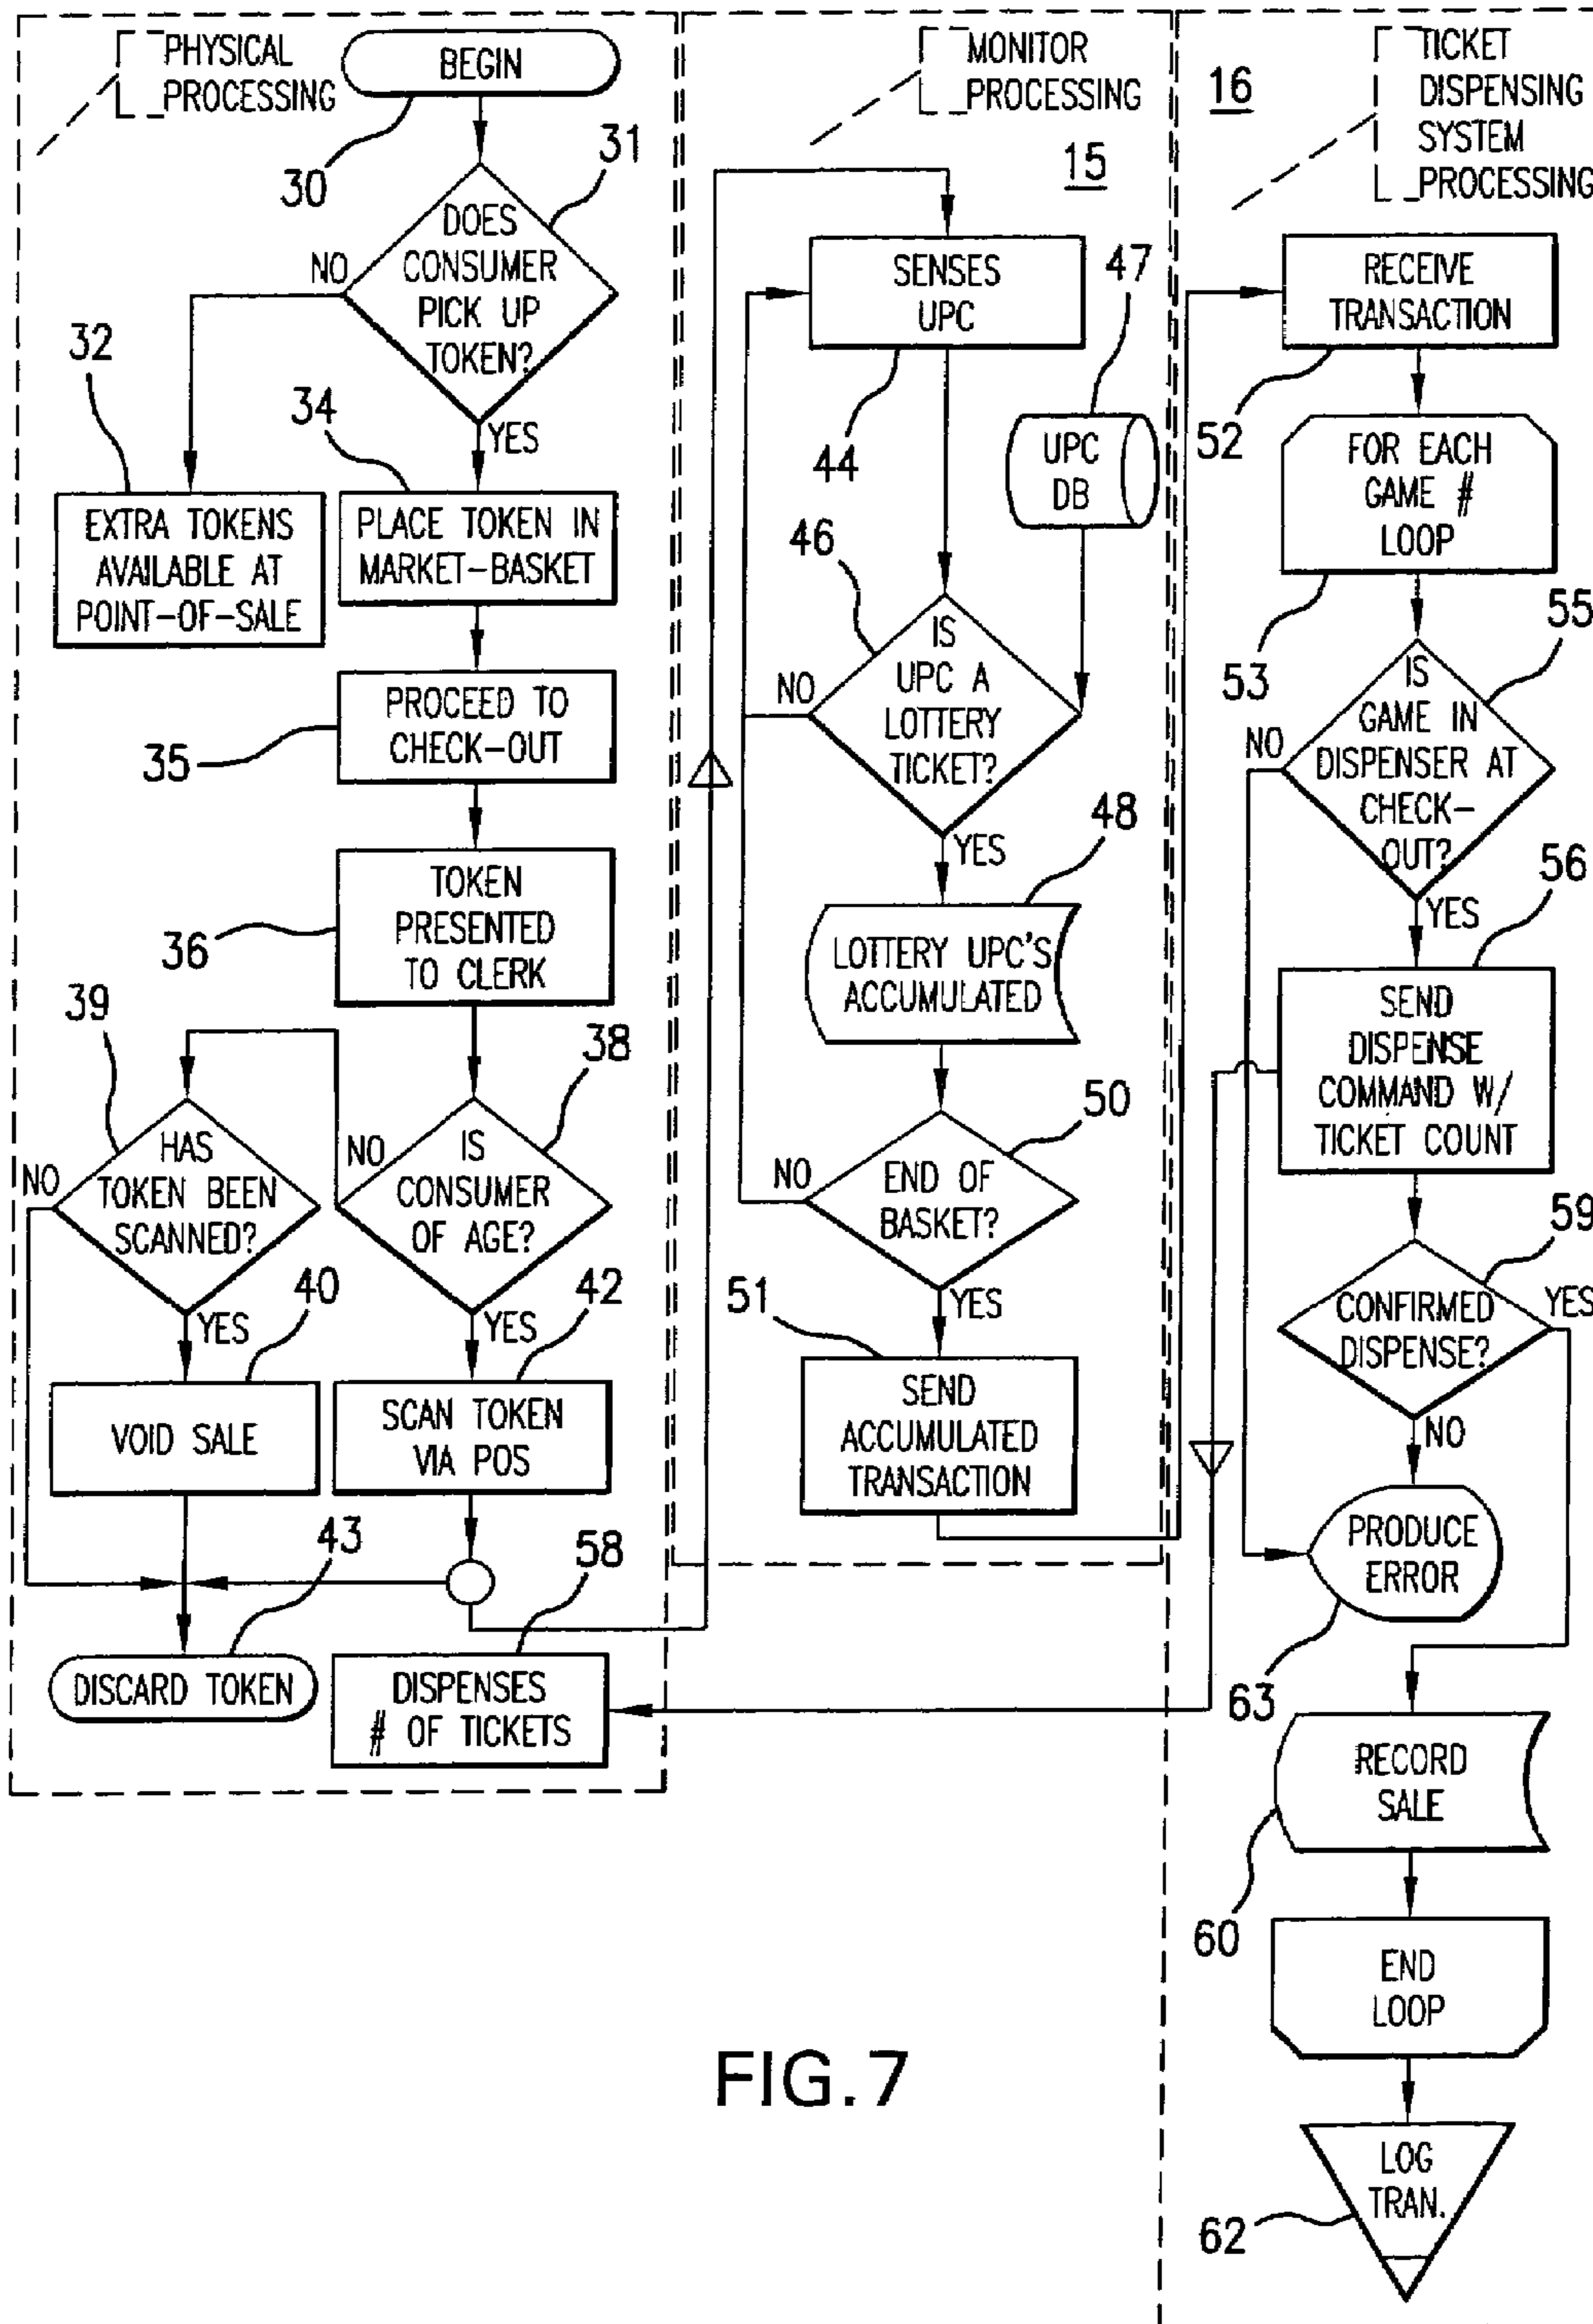 PHYSICAL
PROCESSING
BEGIN
30
31
DOES
CONSUMER
PICK UP
TOKEN?
NO
YES
32
EXTRA TOKENS
AVAILABLE AT
POINT-OF-SALE
34
PLACE TOKEN IN
MARKET-BASKET
PROCEED TO
CHECK-OUT
35
TOKEN
PRESENTED
TO CLERK
36
38
IS
CONSUMER
OF AGE?
NO
YES
39
HAS
TOKEN BEEN
SCANNED?
NO
YES
40
VOID SALE
42
SCAN TOKEN
VIA POS
43
DISCARD TOKEN
58
DISPENSES
# OF TICKETS
MONITOR
PROCESSING
15
SENSES
UPC
44
47
UPC
DB
46
IS
UPC A
LOTTERY
TICKET?
NO
YES
48
LOTTERY UPC'S
ACCUMULATED
50
END OF
BASKET?
NO
YES
51
SEND
ACCUMULATED
TRANSACTION
16
TICKET
DISPENSING
SYSTEM
PROCESSING
RECEIVE
TRANSACTION
52
FOR EACH
GAME #
LOOP
53
55
IS
GAME IN
DISPENSER AT
CHECK-
OUT?
NO
YES
56
SEND
DISPENSE
COMMAND W/
TICKET COUNT
59
CONFIRMED
DISPENSE?
YES
NO
PRODUCE
ERROR
63
RECORD
SALE
60
END
LOOP
LOG
TRAN.
62
FIG.7